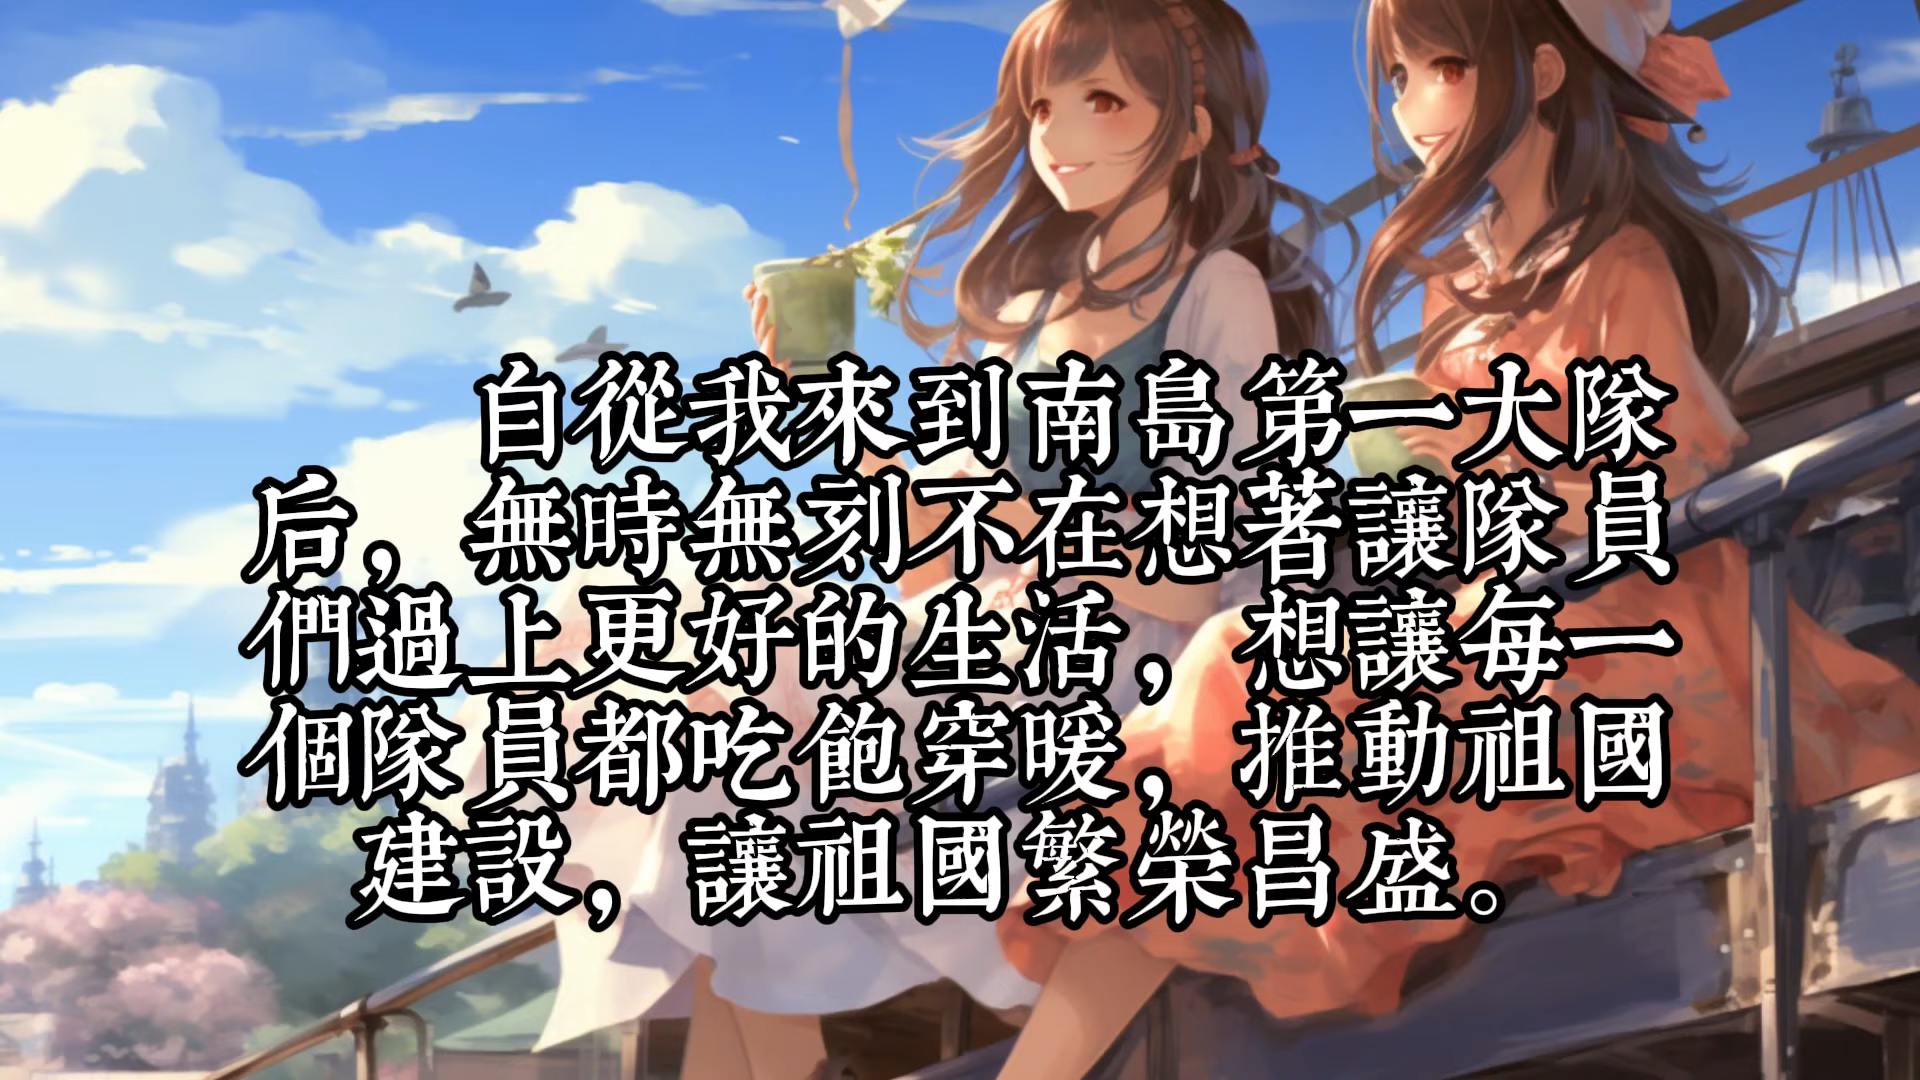 自從我來到南島第一大隊
后，無時無刻不在想著讓隊員
們過上更好的生活，想讓每一
個隊員都吃飽穿暖，推動祖國
建設，讓祖國繁榮昌盛。